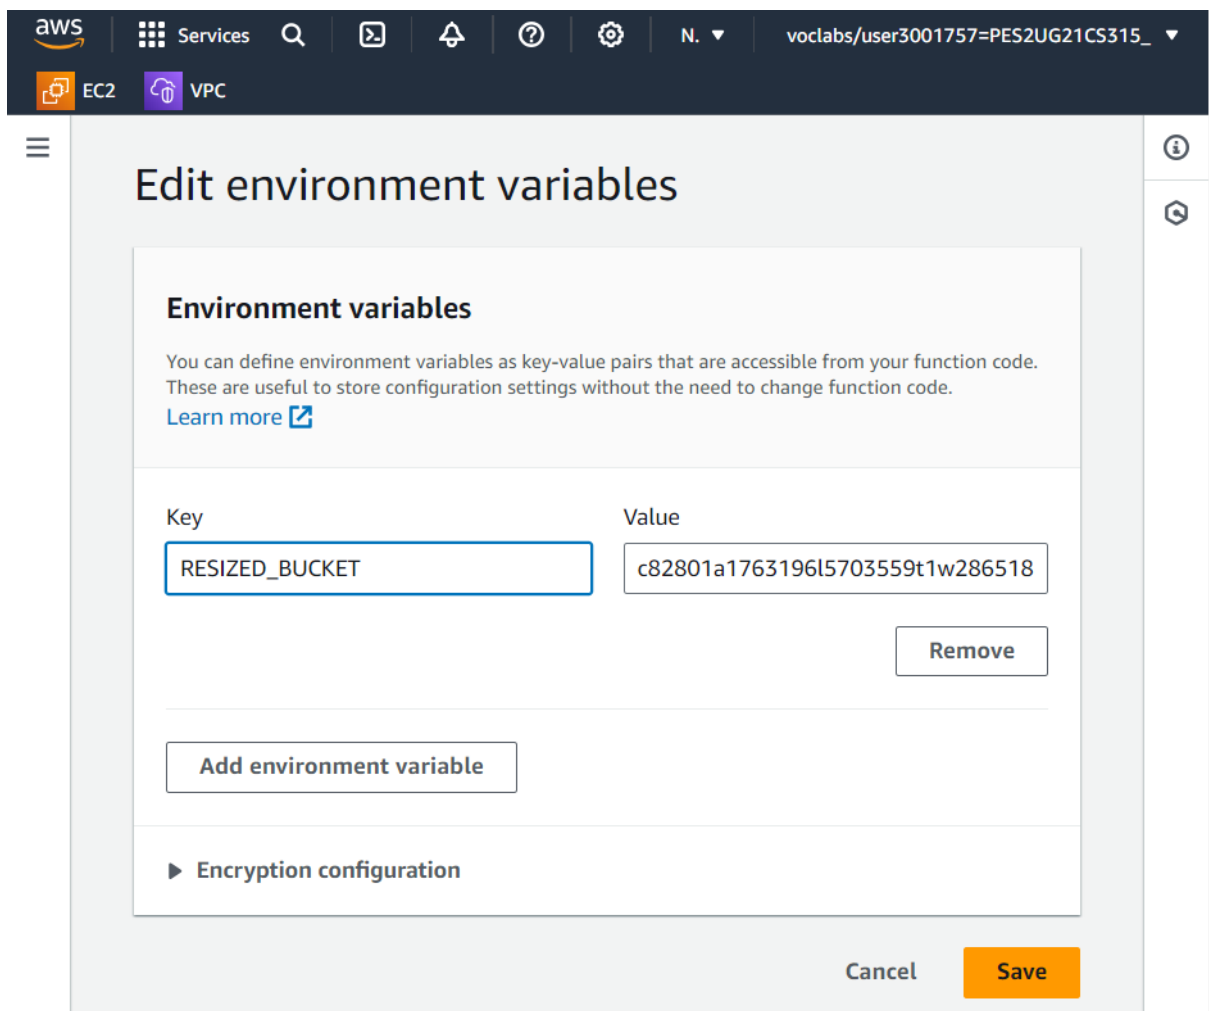 aws
Services
N.
voclabs/user3001757=PES2UG21CS315_
EC2
VPC
Edit environment variables
Environment variables
You can define environment variables as key-value pairs that are accessible from your function code.
These are useful to store configuration settings without the need to change function code.
Learn more
Key
Value
RESIZED_BUCKET
c82801a1763196l5703559t1w286518
Remove
Add environment variable
Encryption configuration
Cancel
Save